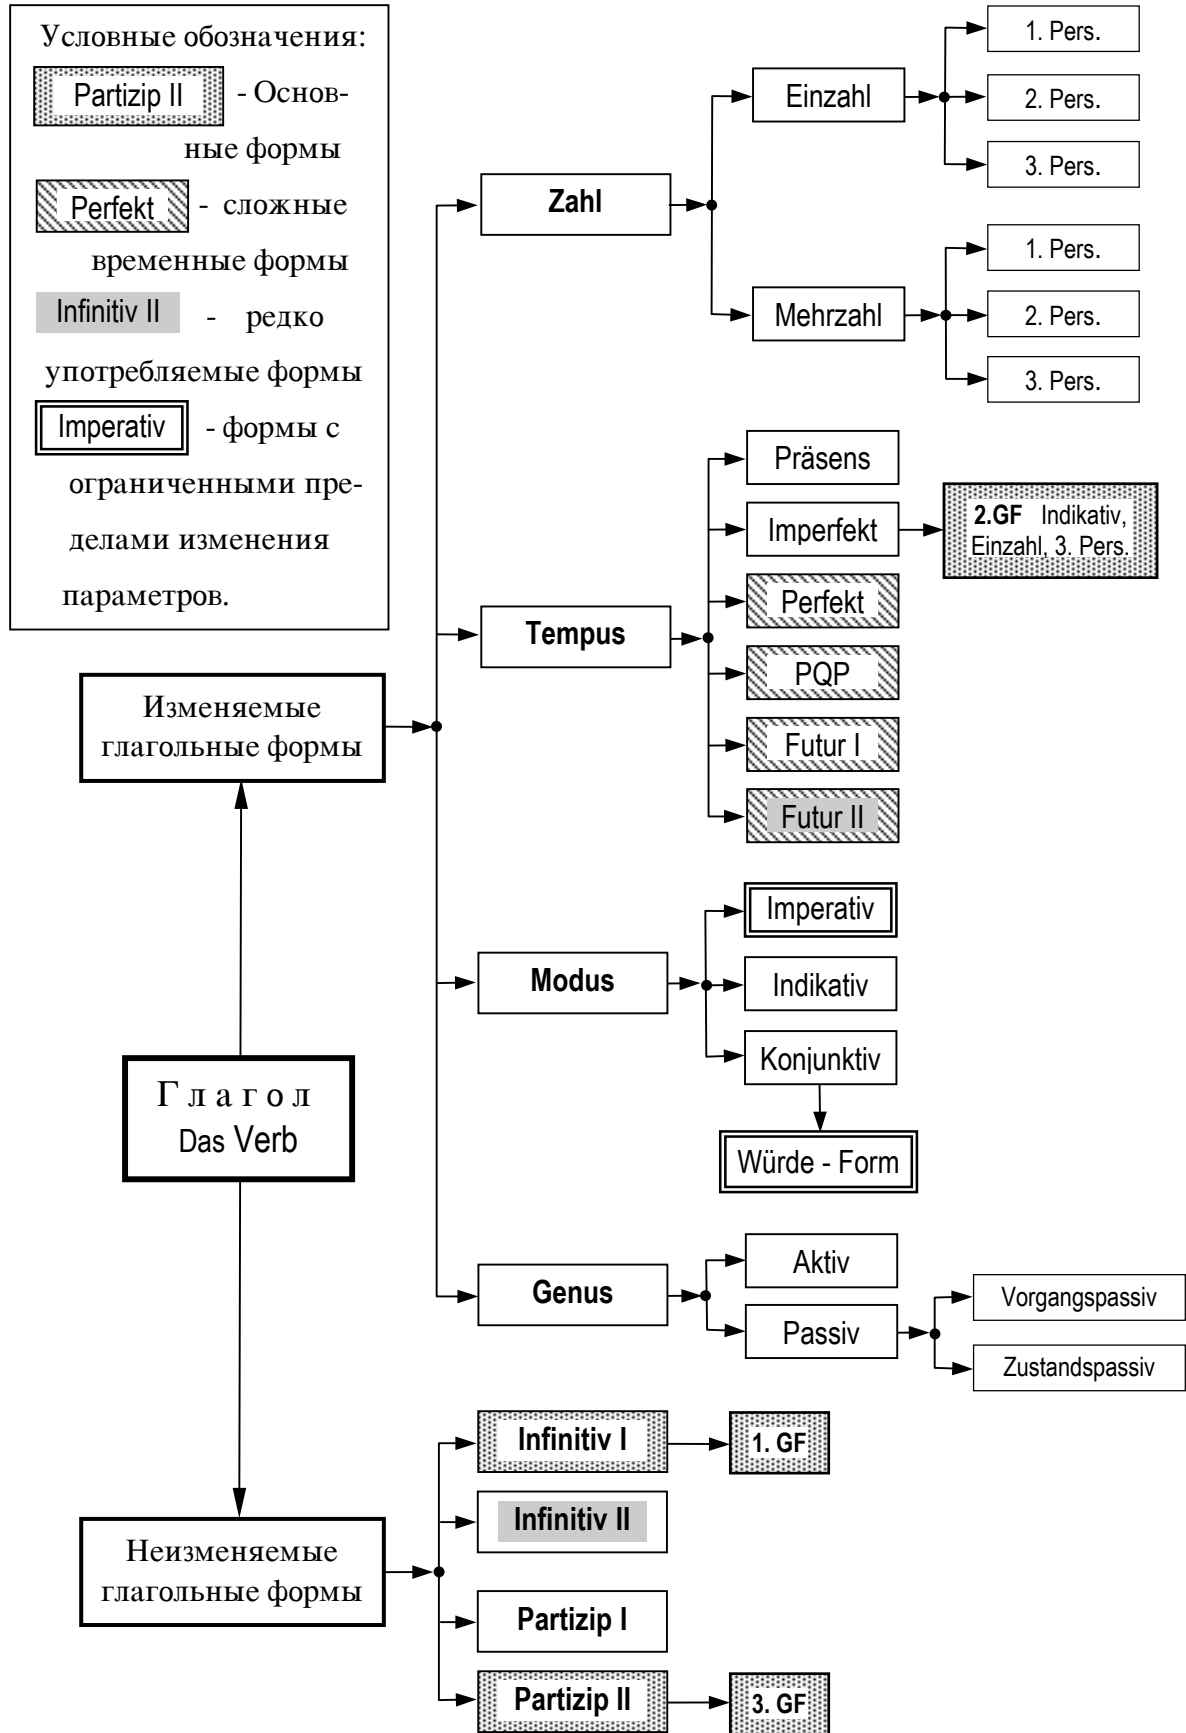 Условные обозначения:
Partizip II - Основ-
ные формы
Perfekt - сложные
временные формы
Infinitiv II - редко
употребляемые формы
Imperativ - формы с
ограниченными пре-
делами изменения
параметров.
Изменяемые
глагольные формы
Глагол
Das Verb
Неизменяемые
глагольные формы
Zahl
Einzahl
1. Pers.
2. Pers.
3. Pers.
Mehrzahl
1. Pers.
2. Pers.
3. Pers.
Tempus
Präsens
Imperfekt
2.GF Indikativ,
Einzahl, 3. Pers.
Perfekt
PQP
Futur I
Futur II
Modus
Imperativ
Indikativ
Konjunktiv
Würde - Form
Genus
Aktiv
Passiv
Vorgangspassiv
Zustandspassiv
Infinitiv I
1. GF
Infinitiv II
Partizip I
Partizip II
3. GF